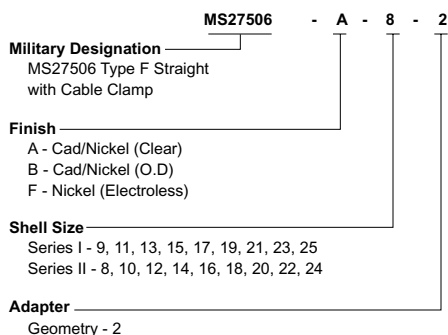 MS27506 - A - 8 - 2
Military Designation
MS27506 Type F Straight
with Cable Clamp
Finish
A - Cad/Nickel (Clear)
B - Cad/Nickel (O.D)
F - Nickel (Electroless)
Shell Size
Series I - 9, 11, 13, 15, 17, 19, 21, 23, 25
Series II - 8, 10, 12, 14, 16, 18, 20, 22, 24
Adapter
Geometry - 2